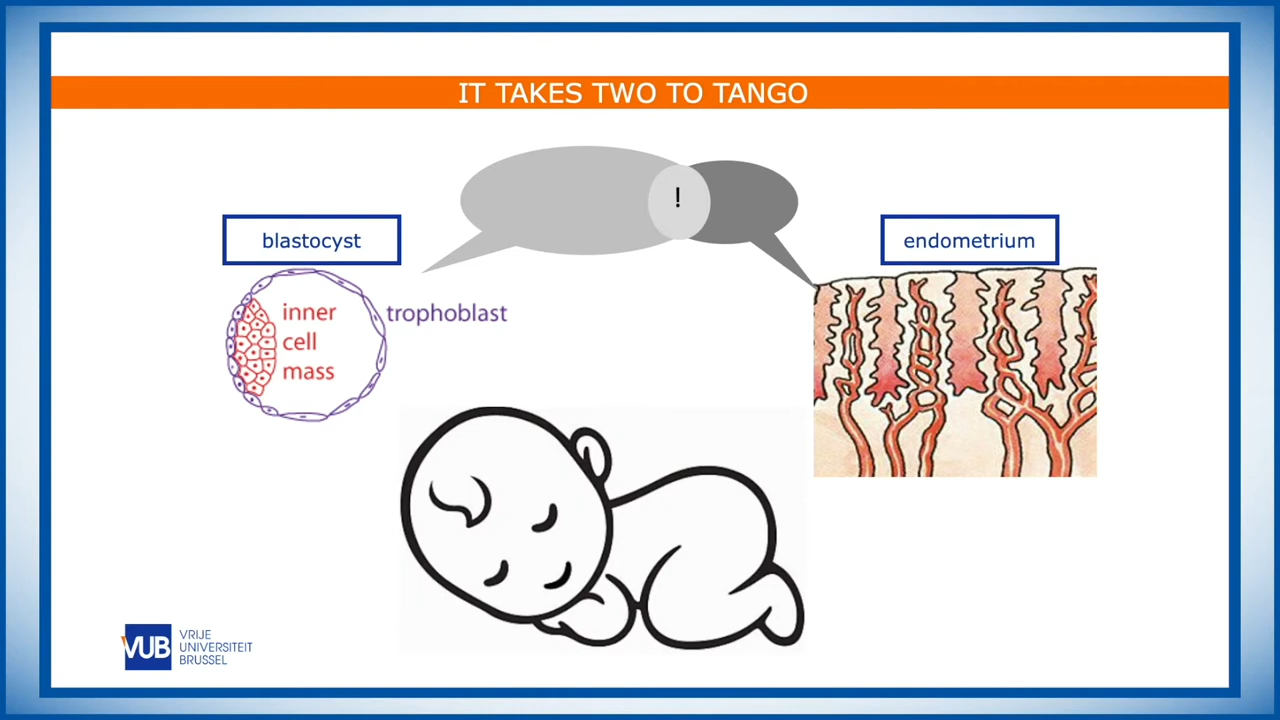 IT TAKES TWO TO TANGO
!
blastocyst
endometrium
inner
cell
mass
trophoblast
VUB
VRIJE
UNIVERSITEIT
BRUSSEL